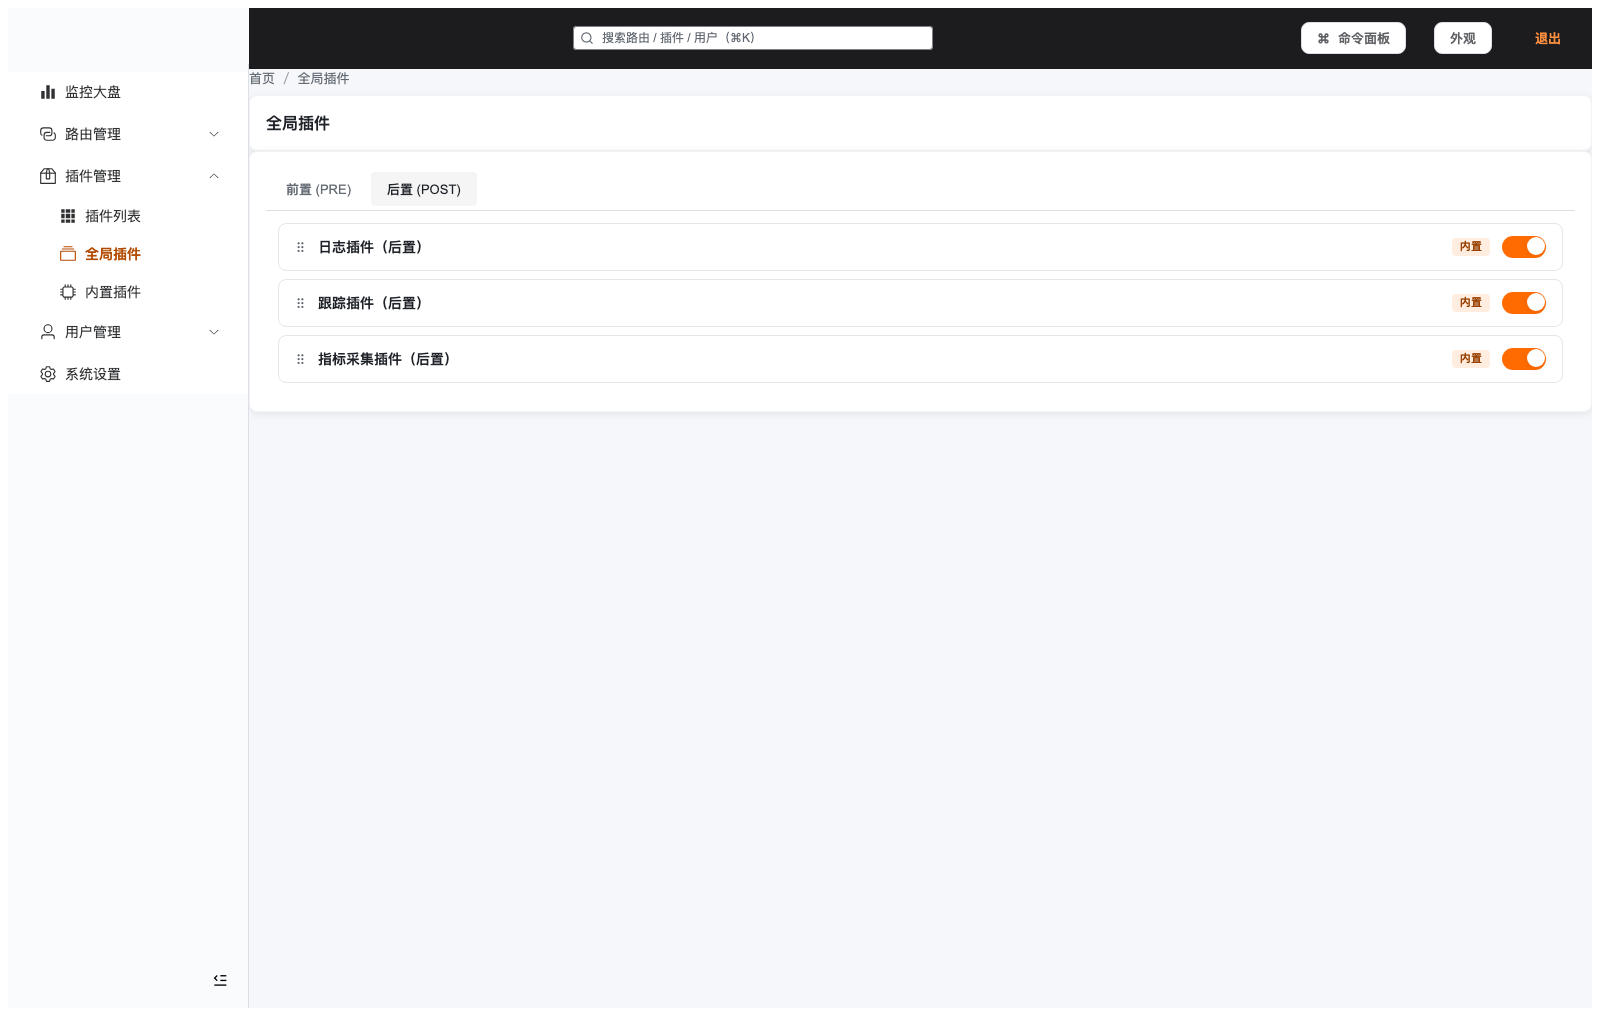 搜索路由 / 插件 / 用户（⌘K）
⌘ 命令面板
外观
退出
监控大盘
路由管理
插件管理
插件列表
全局插件
内置插件
用户管理
系统设置
首页 / 全局插件
全局插件
前置 (PRE)
后置 (POST)
日志插件（后置）
内置
跟踪插件（后置）
内置
指标采集插件（后置）
内置